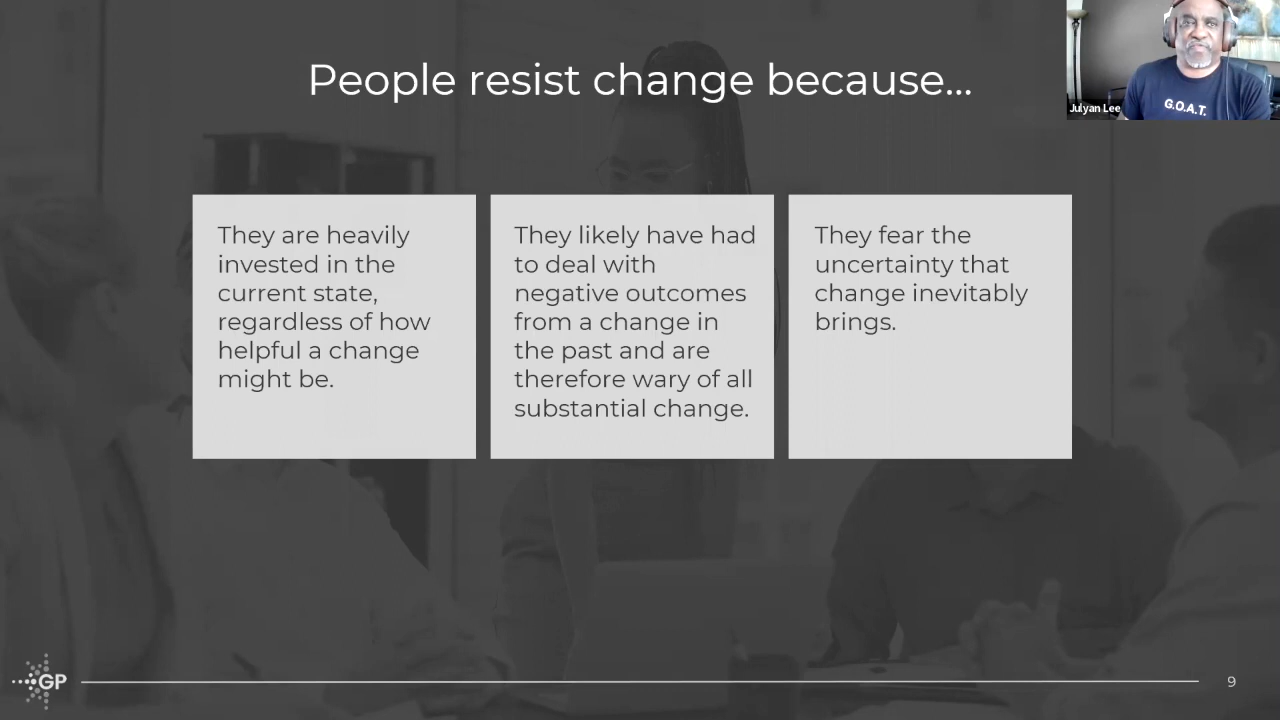 People resist change because...
Julyan Lee
G.O.A.T.
They are heavily
invested in the
current state,
regardless of how
helpful a change
might be.
They likely have had
to deal with
negative outcomes
from a change in
the past and are
therefore wary of all
substantial change.
They fear the
uncertainty that
change inevitably
brings.
GP
9